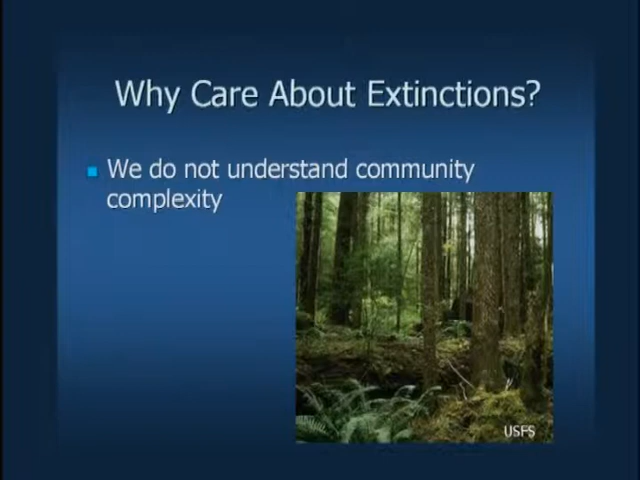 Why Care About Extinctions?
We do not understand community
complexity
USFS